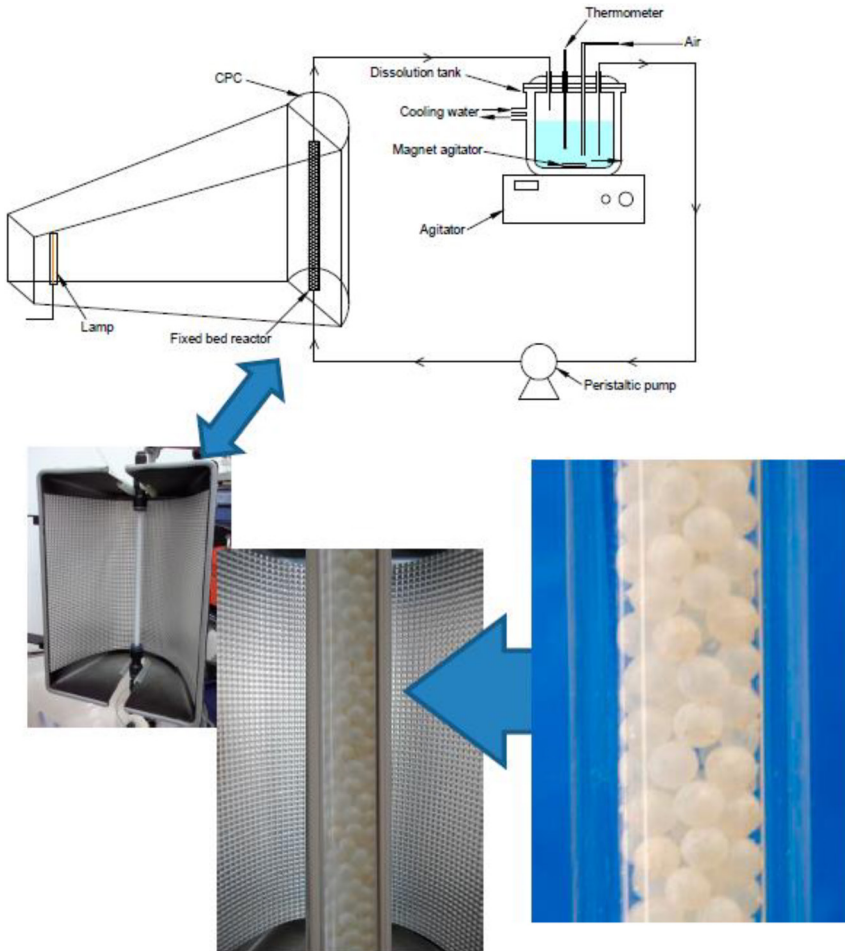 Thermometer
Air
CPC
Dissolution tank
Cooling water
Magnet agitator
Agitator
Lamp
Fixed bed reactor
Peristaltic pump